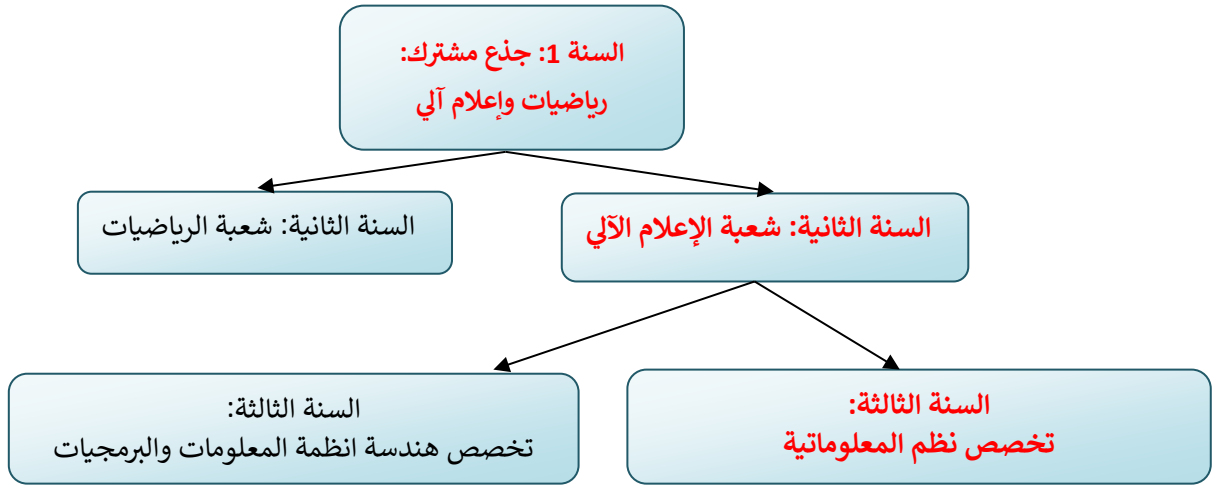 السنة 1: جذع مشترك:
رياضيات وإعلام آلي
السنة الثانية: شعبة الإعلام الآلي
السنة الثانية: شعبة الرياضيات
السنة الثالثة:
تخصص نظم المعلوماتية
السنة الثالثة:
تخصص هندسة انظمة المعلومات والبرمجيات